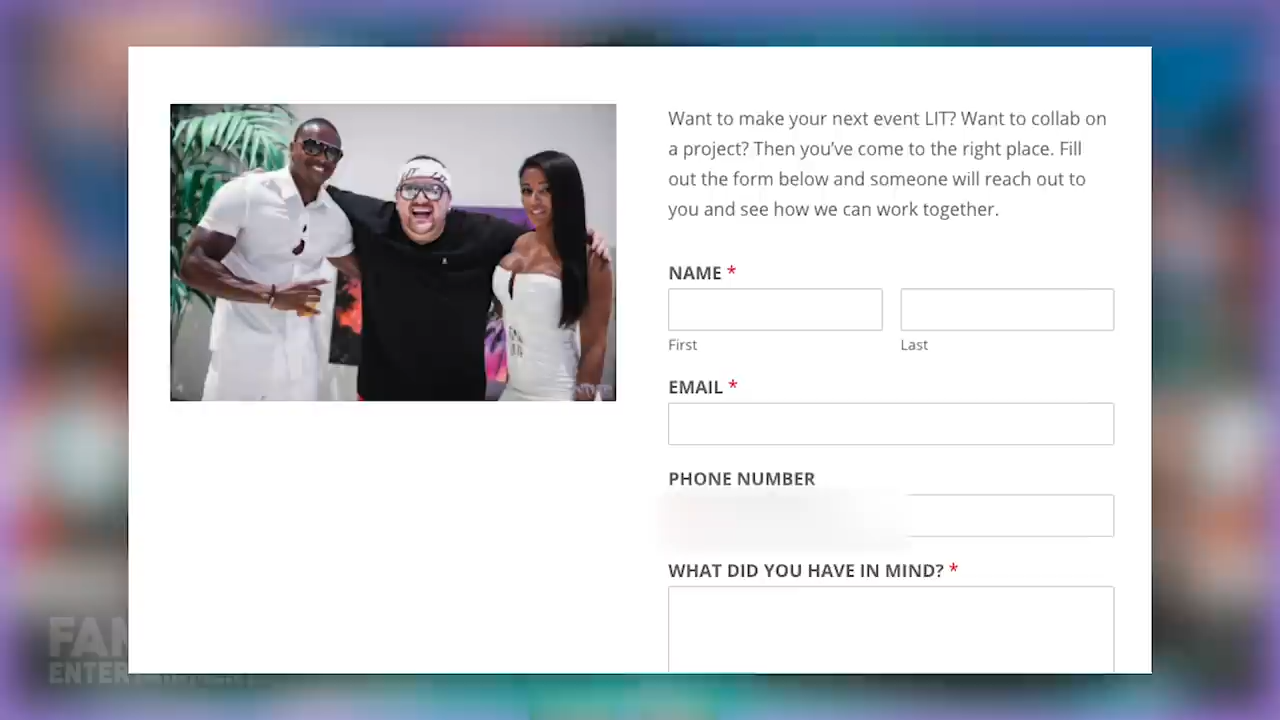 Want to make your next event LIT? Want to collab on
a project? Then you've come to the right place. Fill
out the form below and someone will reach out to
you and see how we can work together.
NAME *
First
Last
EMAIL *
PHONE NUMBER
WHAT DID YOU HAVE IN MIND? *